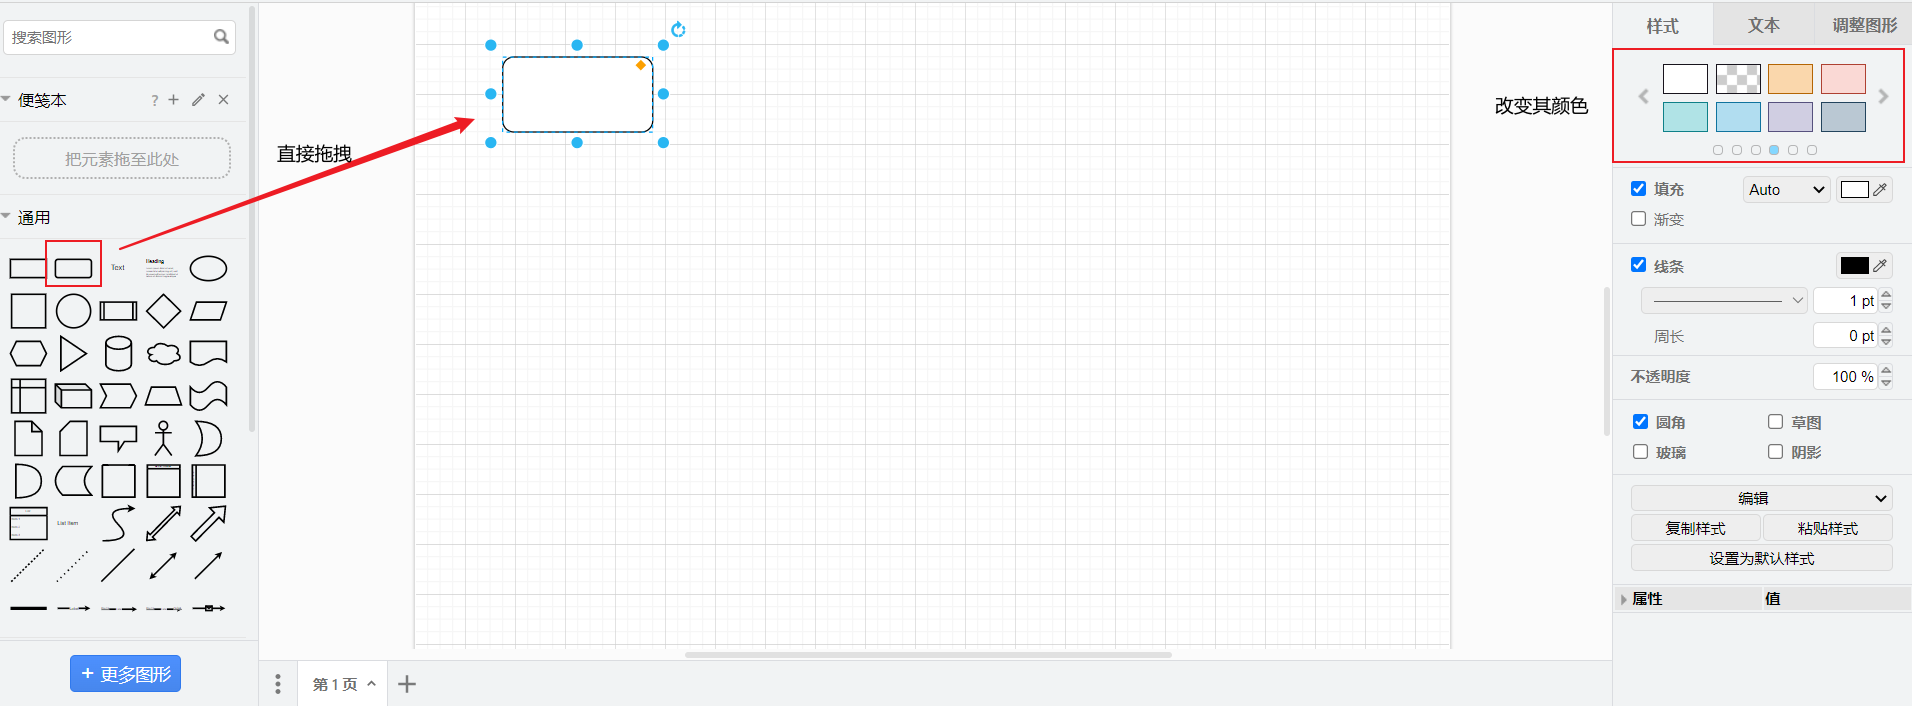 搜索图形
便笺本
?
把元素拖至此处
通用
Text
Heading
List Item
+ 更多图形
直接拖拽
改变其颜色
第 1 页
样式
文本
调整图形
填充
Auto
渐变
线条
1 pt
周长
0 pt
不透明度
100 %
圆角
草图
玻璃
阴影
编辑
复制样式
粘贴样式
设置为默认样式
属性
值